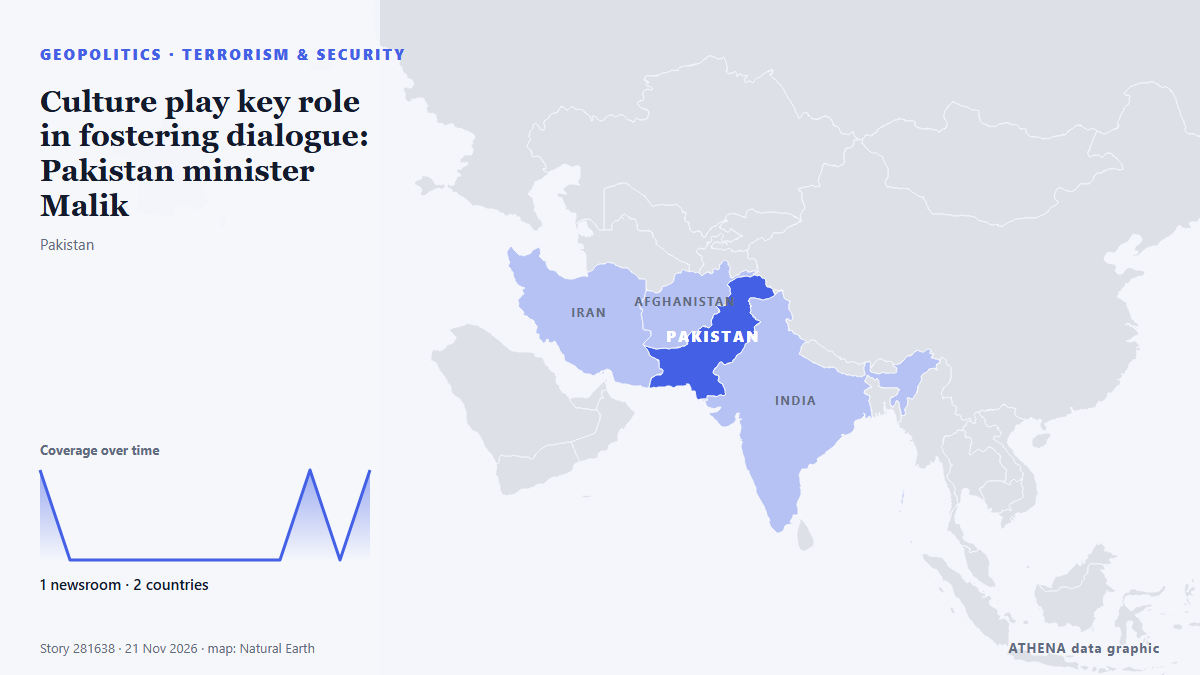 GEOPOLITICS · TERRORISM & SECURITY
Culture play key role
in fostering dialogue:
Pakistan minister
Malik
Pakistan
IRAN
AFGHANISTAN
PAKISTAN
INDIA
Coverage over time
1 newsroom · 2 countries
Story 281638 · 21 Nov 2026 · map: Natural Earth
ATHENA data graphic